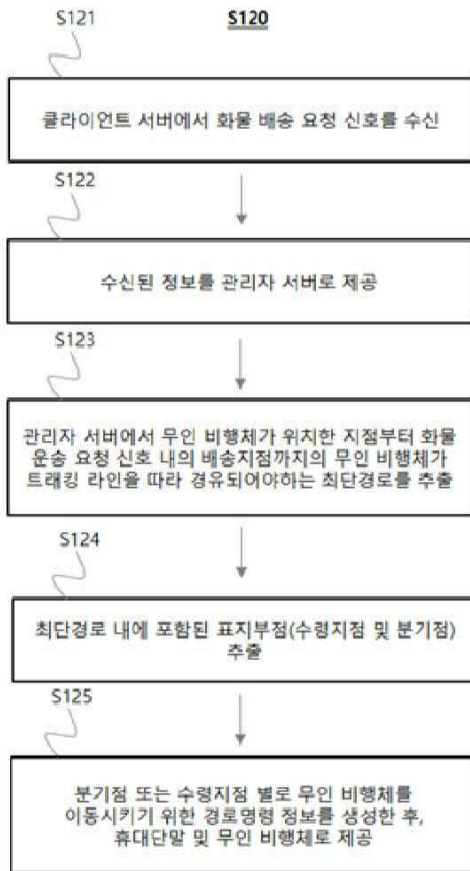 S121
S120
클라이언트 서버에서 화물 배송 요청 신호를 수신
S122
수신된 정보를 관리자 서버로 제공
S123
관리자 서버에서 무인 비행체가 위치한 지점부터 화물
운송 요청 신호 내의 배송지점까지의 무인 비행체가
트래킹 라인을 따라 경유되어야하는 최단경로를 추출
S124
최단경로 내에 포함된 표지부점(수령지점 및 분기점)
추출
S125
분기점 또는 수령지점 별로 무인 비행체를
이동시키기 위한 경로명령 정보를 생성한 후,
휴대단말 및 무인 비행체로 제공